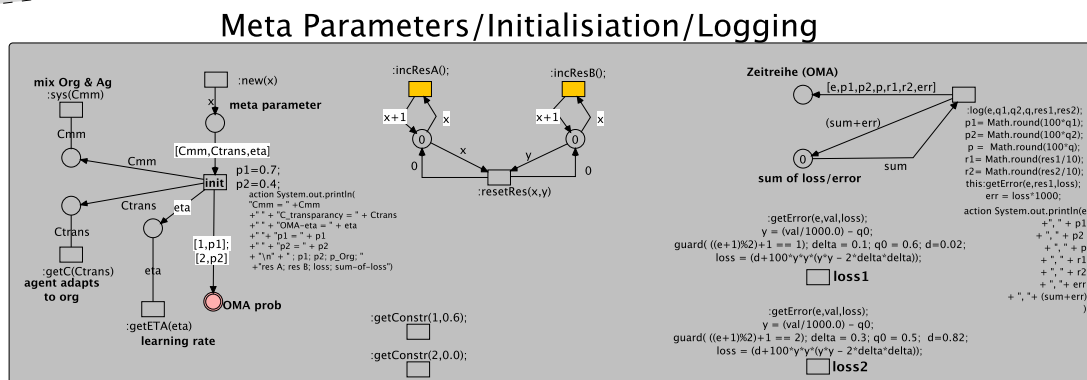 Meta Parameters/Initialisiation/Logging
mix Org & Ag
:sys(Cmm)
Cmm
Cmm
:new(x)
x
meta parameter
[Cmm,Ctrans,eta]
init
p1=0.7;
p2=0.4;
action System.out.println(
"Cmm = " +Cmm
+" " + "C_transparancy = " + Ctrans
+" " + "OMA-eta = " + eta
+" " + "p1 = " + p1
+" " + "p2 = " + p2
+ "\n" + " ; p1; p2; p_Org; "
+"res A; res B; loss; sum-of-loss")
Ctrans
Ctrans
:getC(Ctrans)
agent adapts
to org
eta
eta
:getETA(eta)
learning rate
[1,p1];
[2,p2]
OMA prob
:incResA();
x+1
x
0
x
0
:incResB();
x+1
x
0
y
0
:resetRes(x,y)
:getConstr(1,0.6);
:getConstr(2,0.0);
Zeitreihe (OMA)
[e,p1,p2,p,r1,r2,err]
(sum+err)
0
sum
sum of loss/error
:log(e,q1,q2,q,res1,res2);
p1= Math.round(100*q1);
p2= Math.round(100*q2);
p = Math.round(100*q);
r1= Math.round(res1/10);
r2= Math.round(res2/10);
this:getError(e,res1,loss);
err = loss*1000;
action System.out.println(e
+", " + p1
+ ", " + p2
+ ", " + p
+ ", " + r1
+ ", " + r2
+ ", "+ err
+ ", "+ (sum+err)
)
:getError(e,val,loss);
y = (val/1000.0) - q0;
guard( ((e+1)%2)+1 == 1); delta = 0.1; q0 = 0.6; d=0.02;
loss = (d+100*y*y*(y*y - 2*delta*delta));
loss1
:getError(e,val,loss);
y = (val/1000.0) - q0;
guard( ((e+1)%2)+1 == 2); delta = 0.3; q0 = 0.5; d=0.82;
loss = (d+100*y*y*(y*y - 2*delta*delta));
loss2